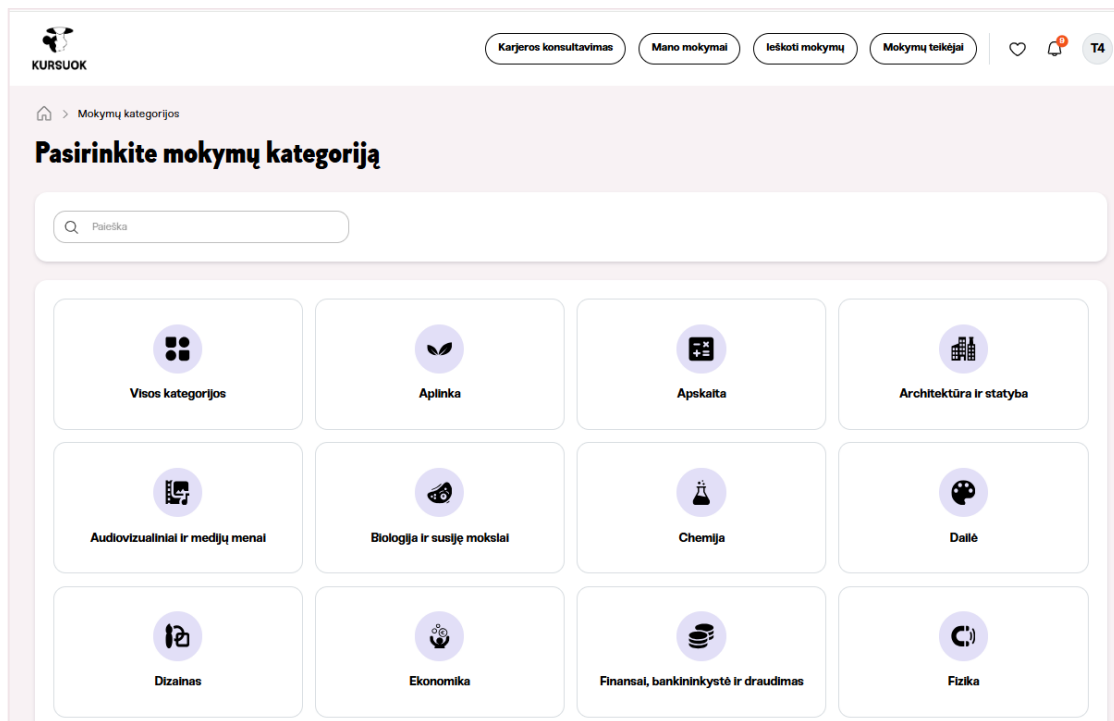 KURSUOK
Karjeros konsultavimas
Mano mokymai
Ieškoti mokymų
Mokymų teikėjai
9
T4
Mokymų kategorijos
Pasirinkite mokymų kategoriją
Paieška
Visos kategorijos
Aplinka
Apskaita
Architektūra ir statyba
Audiovizualiniai ir medijų menai
Biologija ir susiję mokslai
Chemija
Dailė
Dizainas
Ekonomika
Finansai, bankininkystė ir draudimas
Fizika